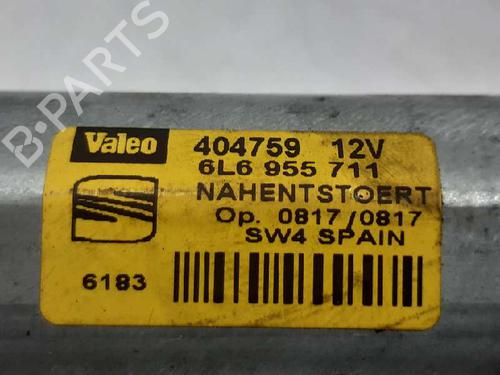 B-PARTS
Valeo 404759 12V
6L6 955 711
NAHENTSTOERT
Op. 0817/0817
SW4 SPAIN
6183